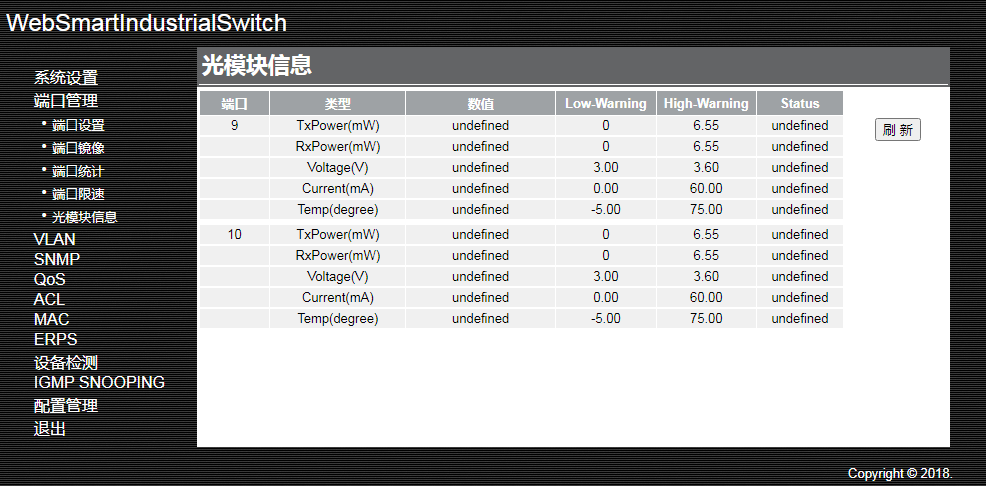 WebSmartIndustrialSwitch
系统设置
端口管理
• 端口设置
• 端口镜像
• 端口统计
• 端口限速
• 光模块信息
VLAN
SNMP
QoS
ACL
MAC
ERPS
设备检测
IGMP SNOOPING
配置管理
退出
光模块信息
端口 类型 数值 Low-Warning High-Warning Status
9 TxPower(mW) undefined 0 6.55 undefined
RxPower(mW) undefined 0 6.55 undefined
Voltage(V) undefined 3.00 3.60 undefined
Current(mA) undefined 0.00 60.00 undefined
Temp(degree) undefined -5.00 75.00 undefined
10 TxPower(mW) undefined 0 6.55 undefined
RxPower(mW) undefined 0 6.55 undefined
Voltage(V) undefined 3.00 3.60 undefined
Current(mA) undefined 0.00 60.00 undefined
Temp(degree) undefined -5.00 75.00 undefined
刷 新
Copyright © 2018.